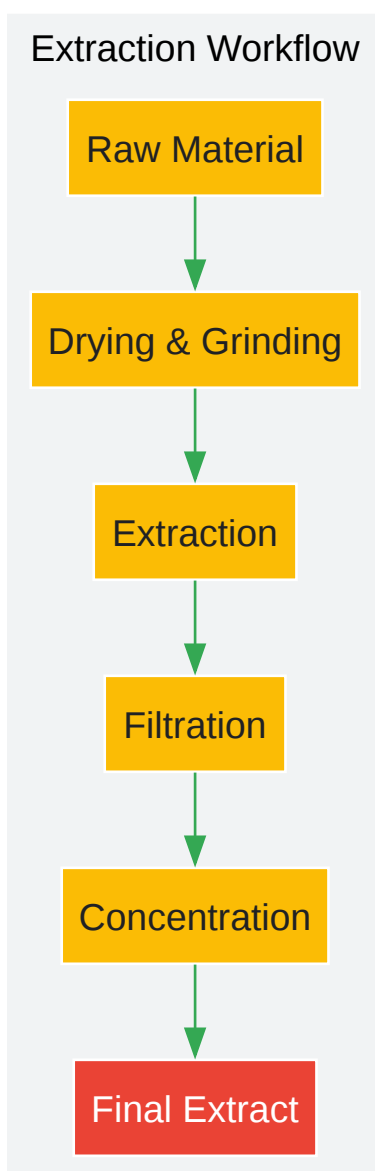 Extraction Workflow
Raw Material
Drying & Grinding
Extraction
Filtration
Concentration
Final Extract